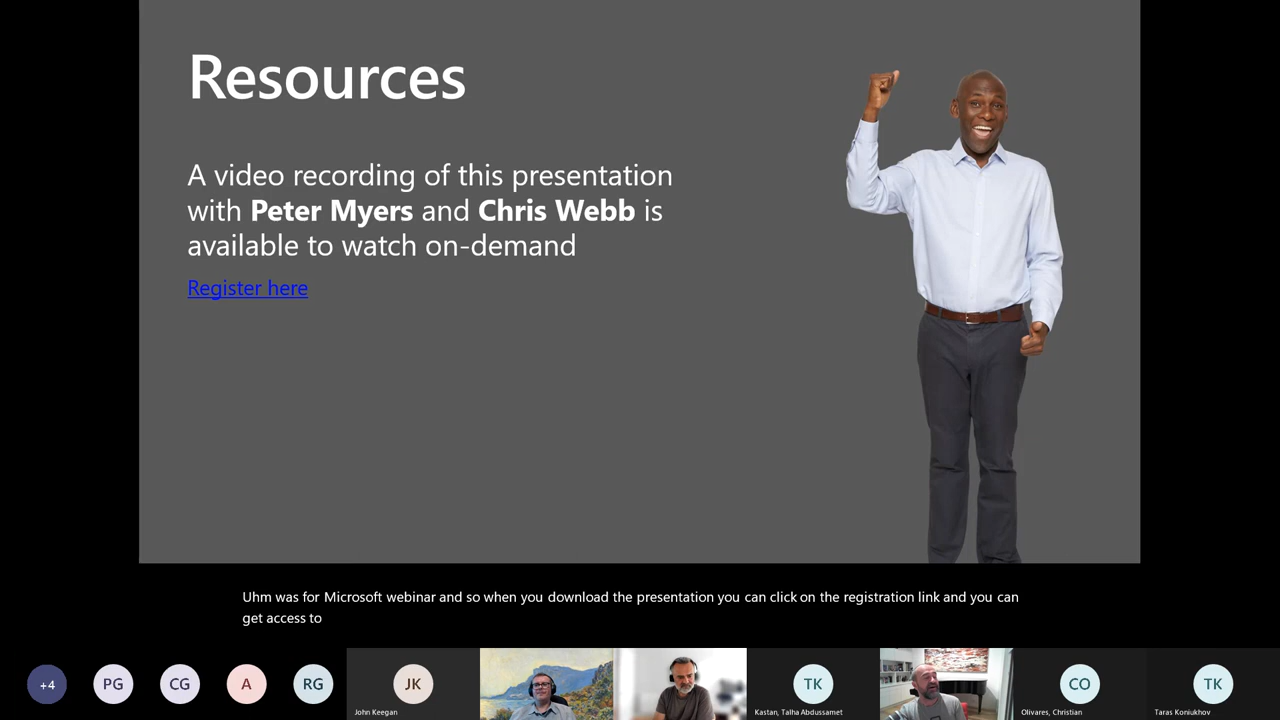 Resources
A video recording of this presentation
with Peter Myers and Chris Webb is
available to watch on-demand
Register here
Uhm was for Microsoft webinar and so when you download the presentation you can click on the registration link and you can
get access to
+4
PG
CG
A
RG
JK
John Keegan
TK
Kastan, Talha Abdussamet
CO
Olivares, Christian
TK
Taras Koniukhov